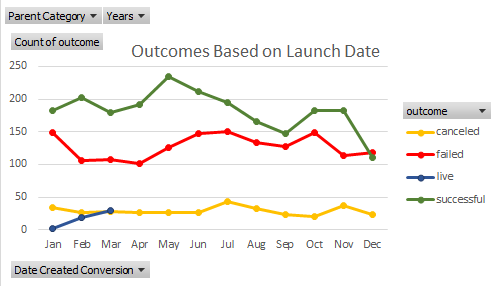 Parent Category Years
Count of outcome
Outcomes Based on Launch Date
250
200
150
100
50
0
Jan Feb Mar Apr May Jun Jul Aug Sep Oct Nov Dec
outcome
canceled
failed
live
successful
Date Created Conversion